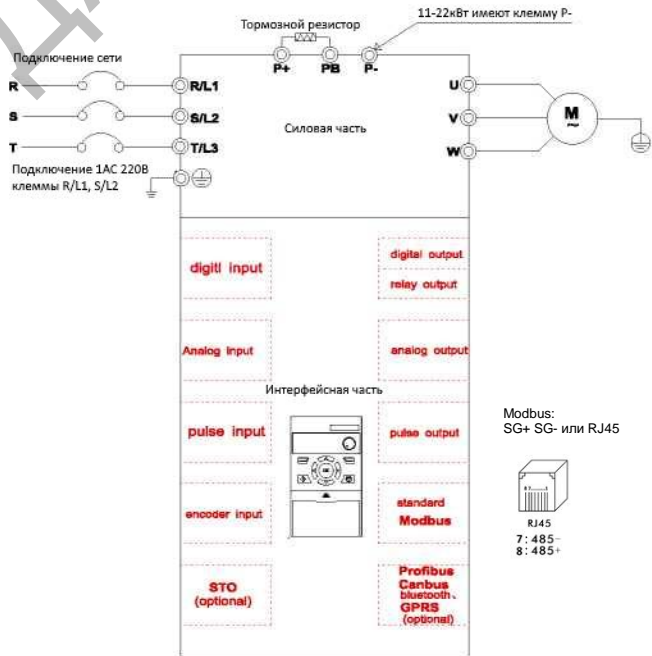 11-22кВт имеют клемму P-
Тормозной резистор
P+ PB P-
Подключение сети
R R/L1 U
S S/L2 V M
T T/L3 W
Силовая часть
Подключение 1AC 220В
клеммы R/L1, S/L2
digitl input
digital output
relay output
Analog input
analog output
Интерфейсная часть
pulse input
pulse output
Modbus:
SG+ SG- или RJ45
encoder input
standard
Modbus
RJ45
7: 485-
8: 485+
STO
(optional)
Profibus
Canbus
bluetooth、
GPRS
(optional)